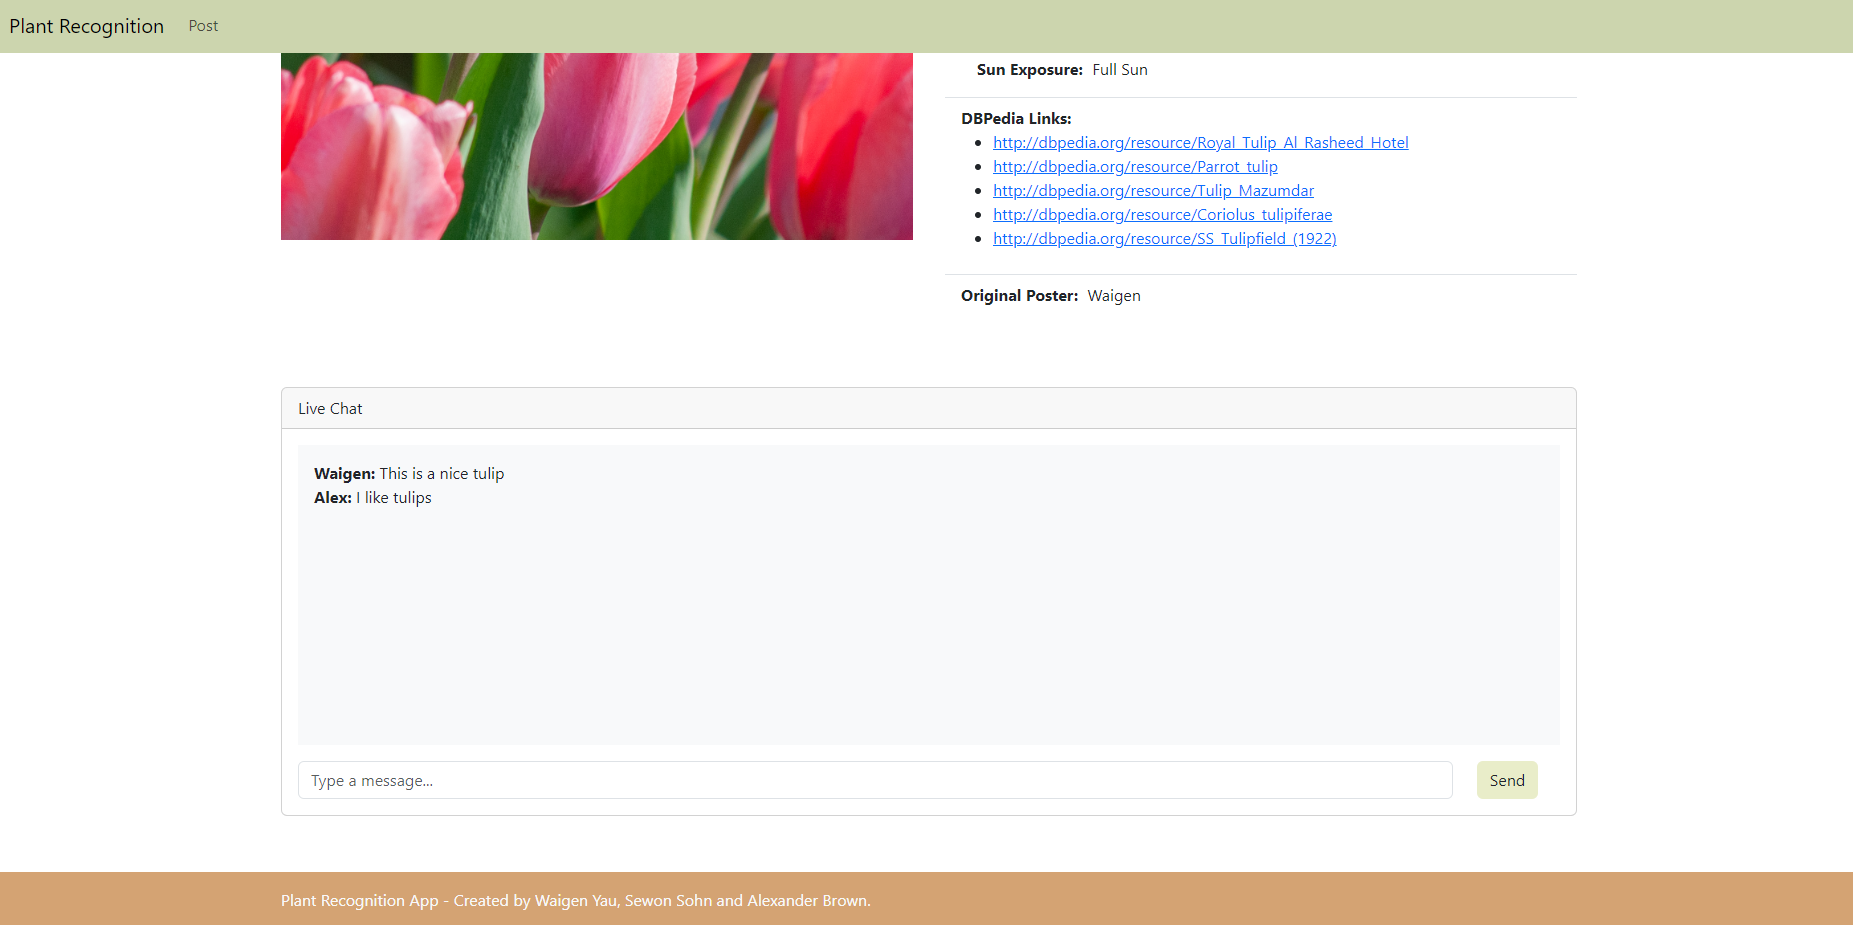 Plant Recognition Post
Sun Exposure: Full Sun
DBPedia Links:
http://dbpedia.org/resource/Royal_Tulip_Al_Rasheed_Hotel
http://dbpedia.org/resource/Parrot_tulip
http://dbpedia.org/resource/Tulip_Mazumdar
http://dbpedia.org/resource/Coriolus_tulipiferae
http://dbpedia.org/resource/SS_Tulipfield_(1922)
Original Poster: Waigen
Live Chat
Waigen: This is a nice tulip
Alex: I like tulips
Type a message...
Send
Plant Recognition App - Created by Waigen Yau, Sewon Sohn and Alexander Brown.